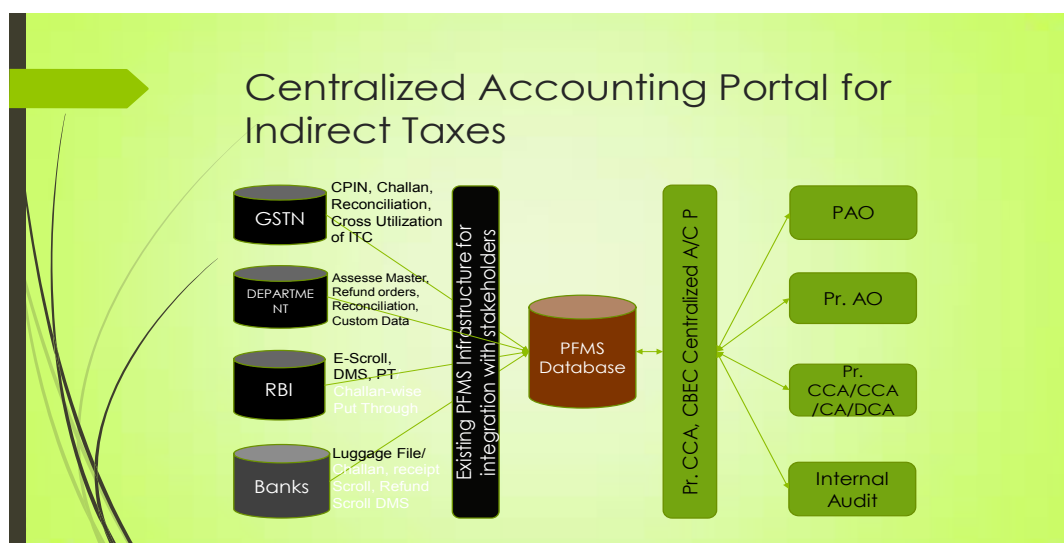 Centralized Accounting Portal for
Indirect Taxes
GSTN
CPIN, Challan,
Reconciliation,
Cross Utilization
of ITC
DEPARTME
NT
Assesse Master,
Refund orders,
Reconciliation,
Custom Data
RBI
E-Scroll,
DMS, PT
Challan-wise
Put Through
Banks
Luggage File/
Challan, receipt
Scroll, Refund
Scroll DMS
Existing PFMS Infrastructure for
integration with stakeholders
PFMS
Database
Pr. CCA, CBEC Centralized A/C P
PAO
Pr. AO
Pr.
CCA/CCA
/CA/DCA
Internal
Audit